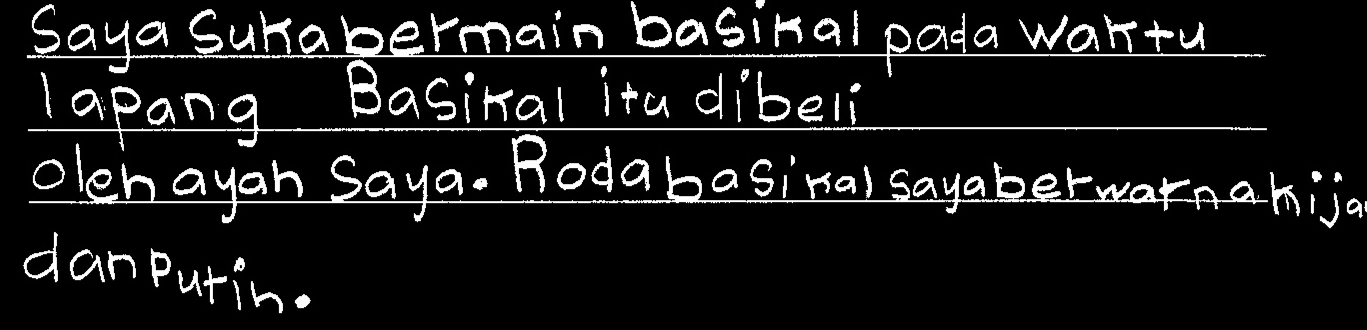 Saya Suka bermain basikal pada waktu
lapang Basikal itu dibeli
oleh ayah Saya. Roda basikal saya berwarna hija
dan Putih.